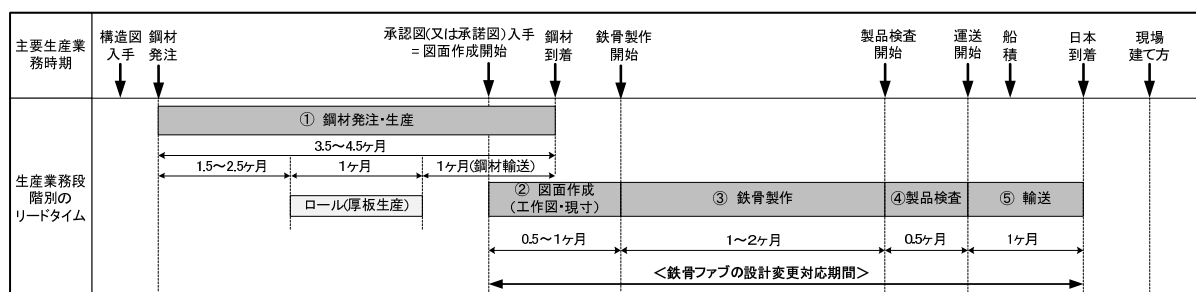 主要生産業
務時期
構造図
入手
鋼材
発注
承認図(又は承諾図)入手
= 図面作成開始
鋼材
到着
鉄骨製作
開始
製品検査
開始
運送
開始
船
積
日本
到着
現場
建て方
生産業務段
階別の
リードタイム
① 鋼材発注・生産
3.5～4.5ヶ月
1.5～2.5ヶ月
1ヶ月
1ヶ月(鋼材輸送)
ロール(厚板生産)
② 図面作成
(工作図・現寸)
③ 鉄骨製作
④製品検査
⑤ 輸送
0.5～1ヶ月
1～2ヶ月
0.5ヶ月
1ヶ月
＜鉄骨ファブの設計変更対応期間＞